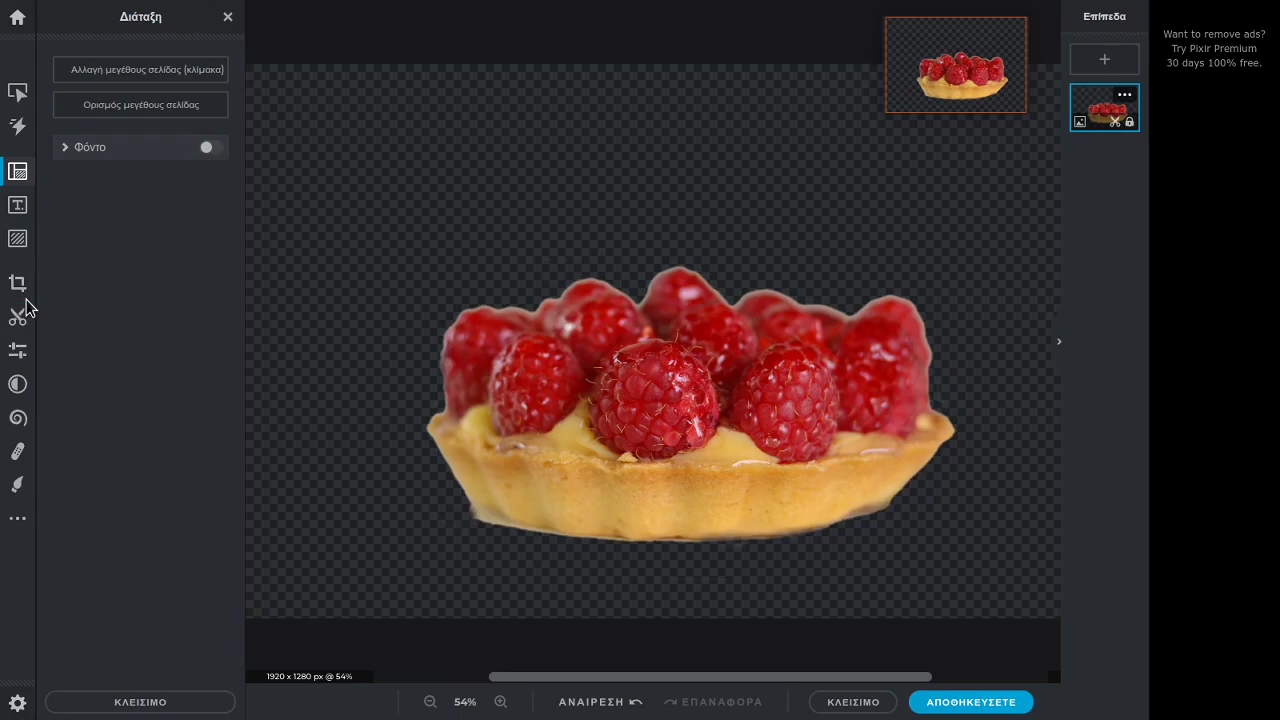 Διάταξη
Αλλαγή μεγέθους σελίδας (κλίμακα)
Ορισμός μεγέθους σελίδας
Φόντο
ΚΛΕΙΣΙΜΟ
1920 x 1280 px @ 54%
54%
ΑΝΑΙΡΕΣΗ
ΕΠΑΝΑΦΟΡΑ
ΚΛΕΙΣΙΜΟ
ΑΠΟΘΗΚΕΥΣΕΤΕ
Επίπεδα
Want to remove ads?
Try Pixlr Premium
30 days 100% free.